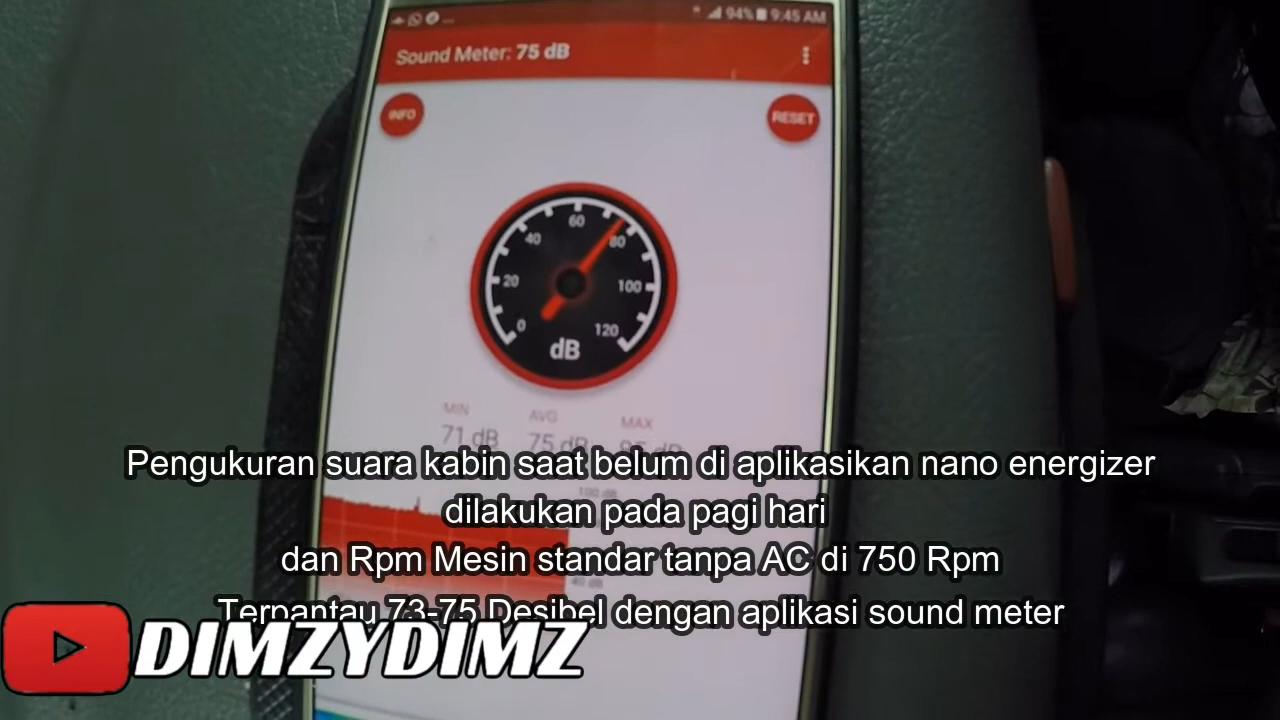 94% 9:45 AM
Sound Meter: 75 dB
INFO
RESET
60
40
80
20
100
0
120
dB
MIN AVG MAX
71 dB 75 dB
Pengukuran suara kabin saat belum di aplikasikan nano energizer
dilakukan pada pagi hari
dan Rpm Mesin standar tanpa AC di 750 Rpm
Terpantau 73-75 Desibel dengan aplikasi sound meter
DIMZYDIMZ